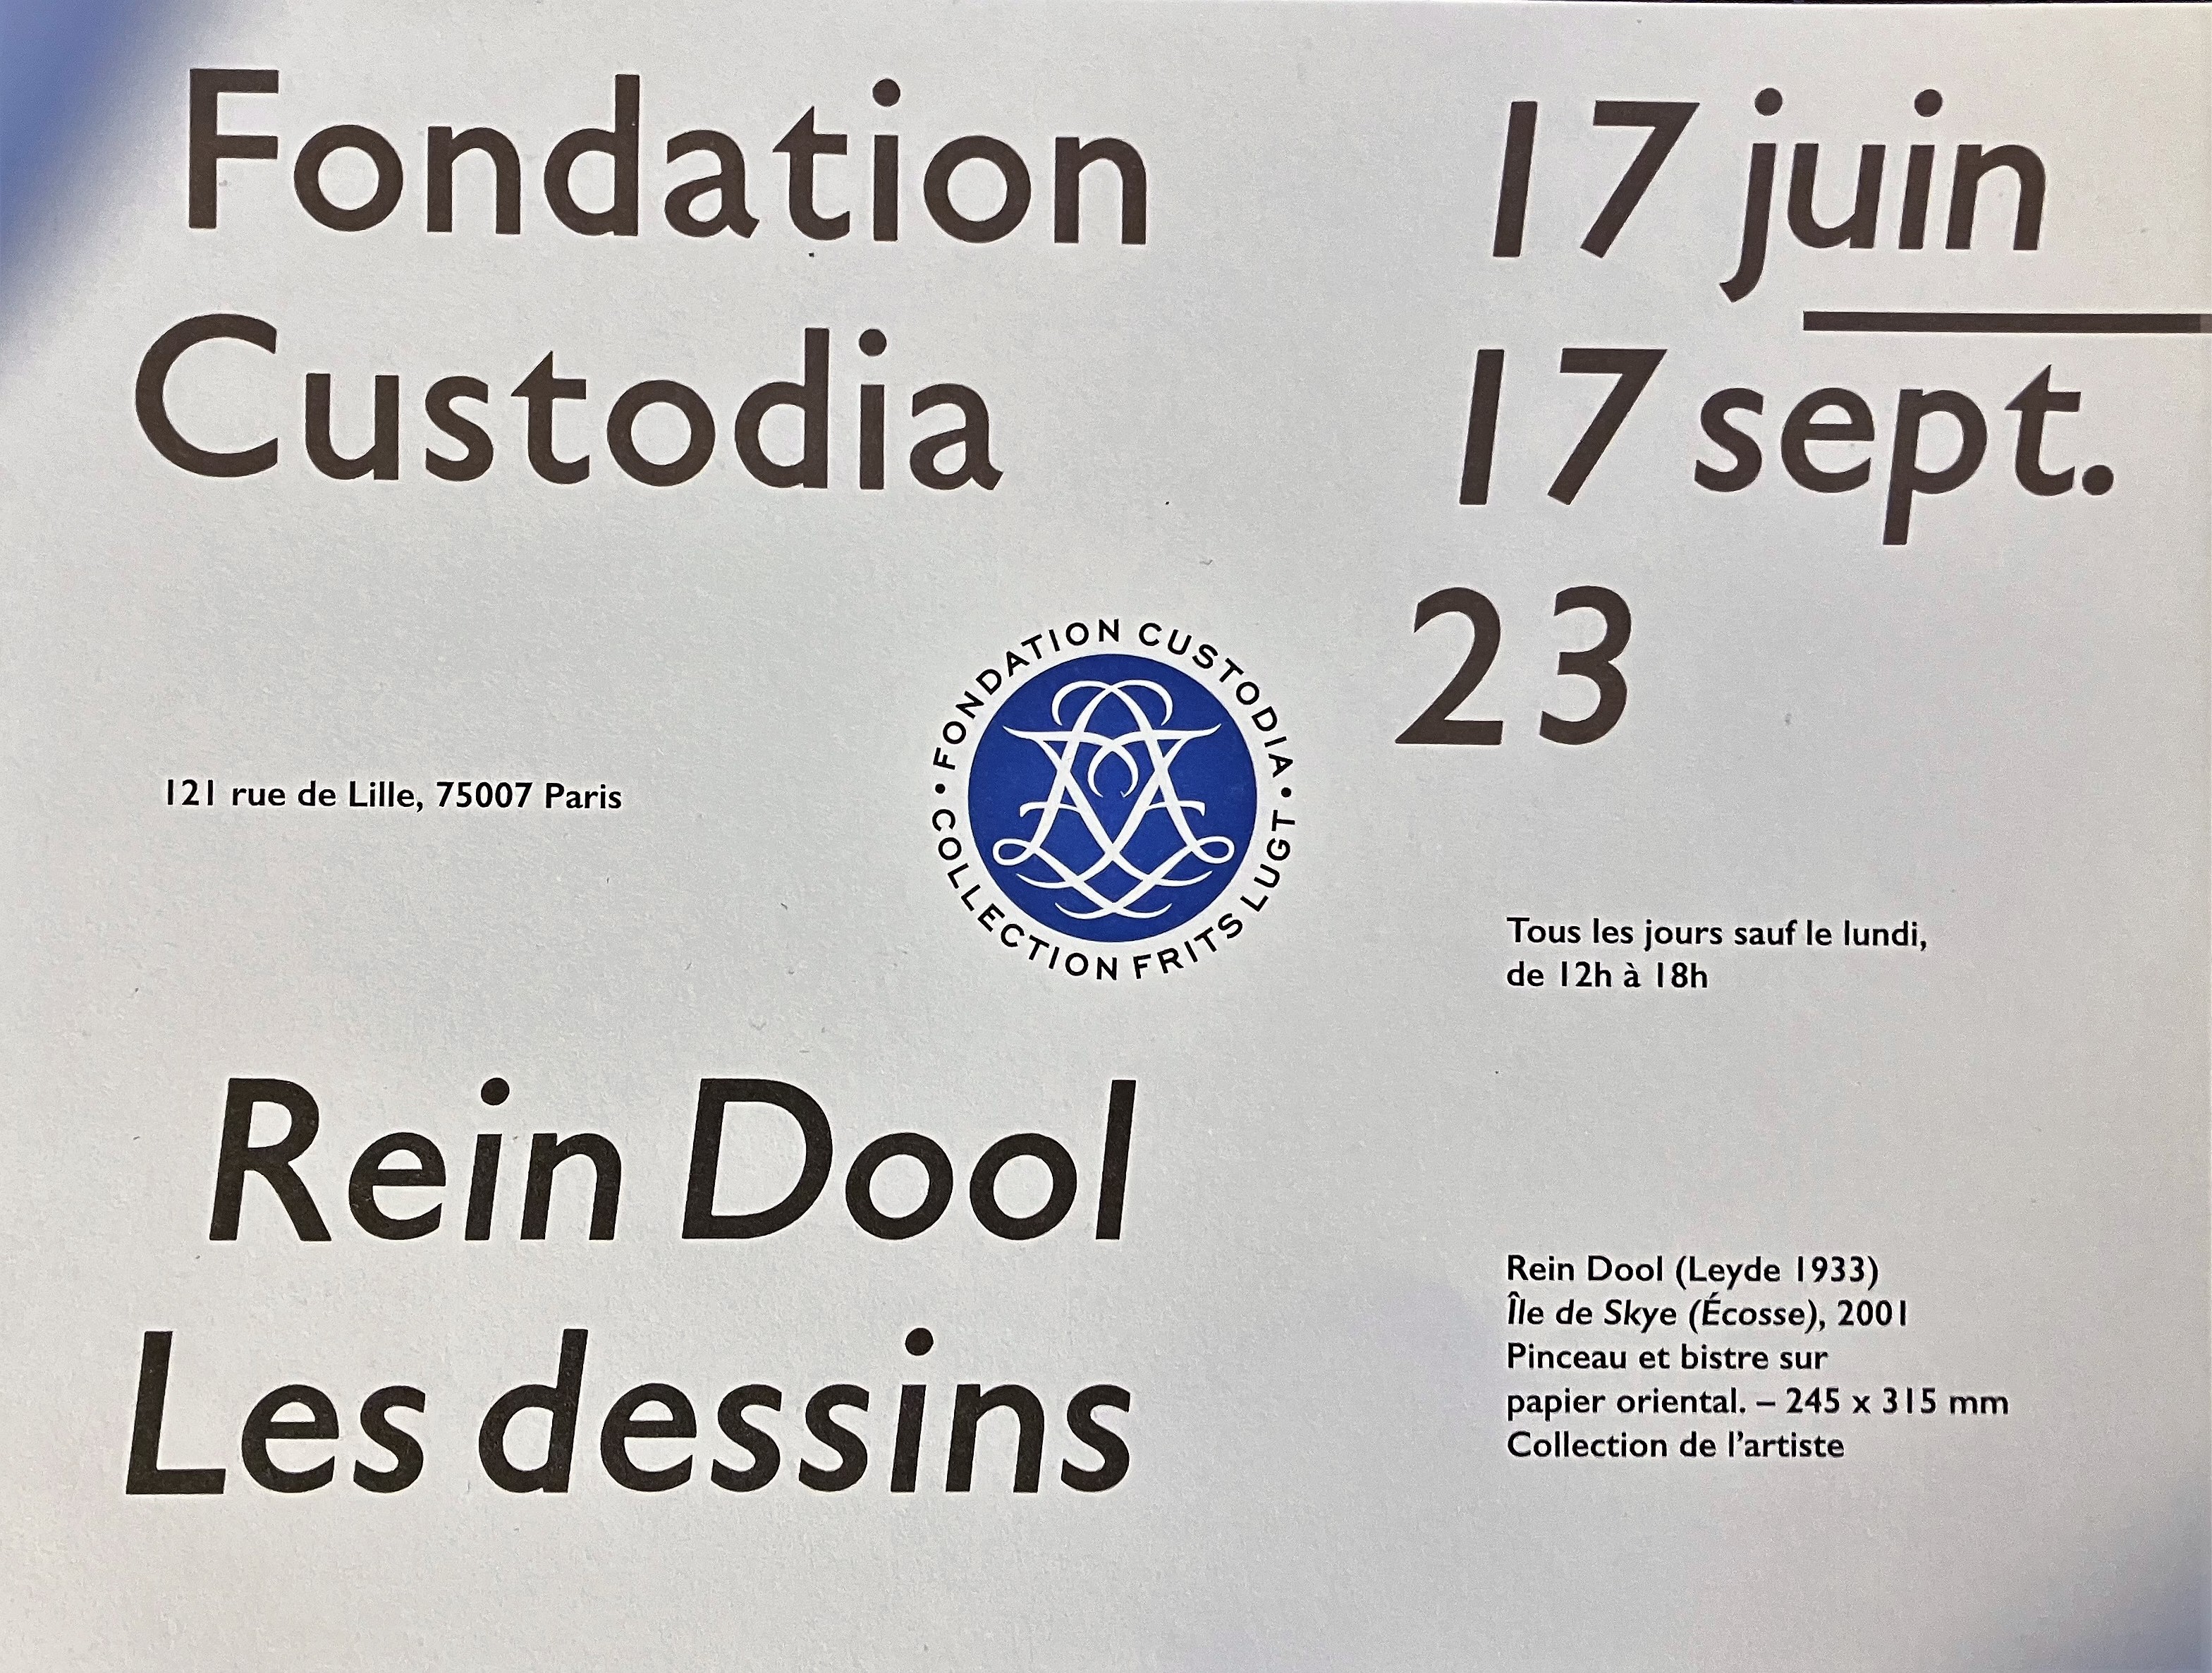 Fondation
Custodia
17 juin
17 sept.
23
121 rue de Lille, 75007 Paris
• FONDATION CUSTODIA •
COLLECTION FRITS LUGT
Tous les jours sauf le lundi,
de 12h à 18h
Rein Dool
Les dessins
Rein Dool (Leyde 1933)
Île de Skye (Écosse), 2001
Pinceau et bistre sur
papier oriental. – 245 x 315 mm
Collection de l’artiste